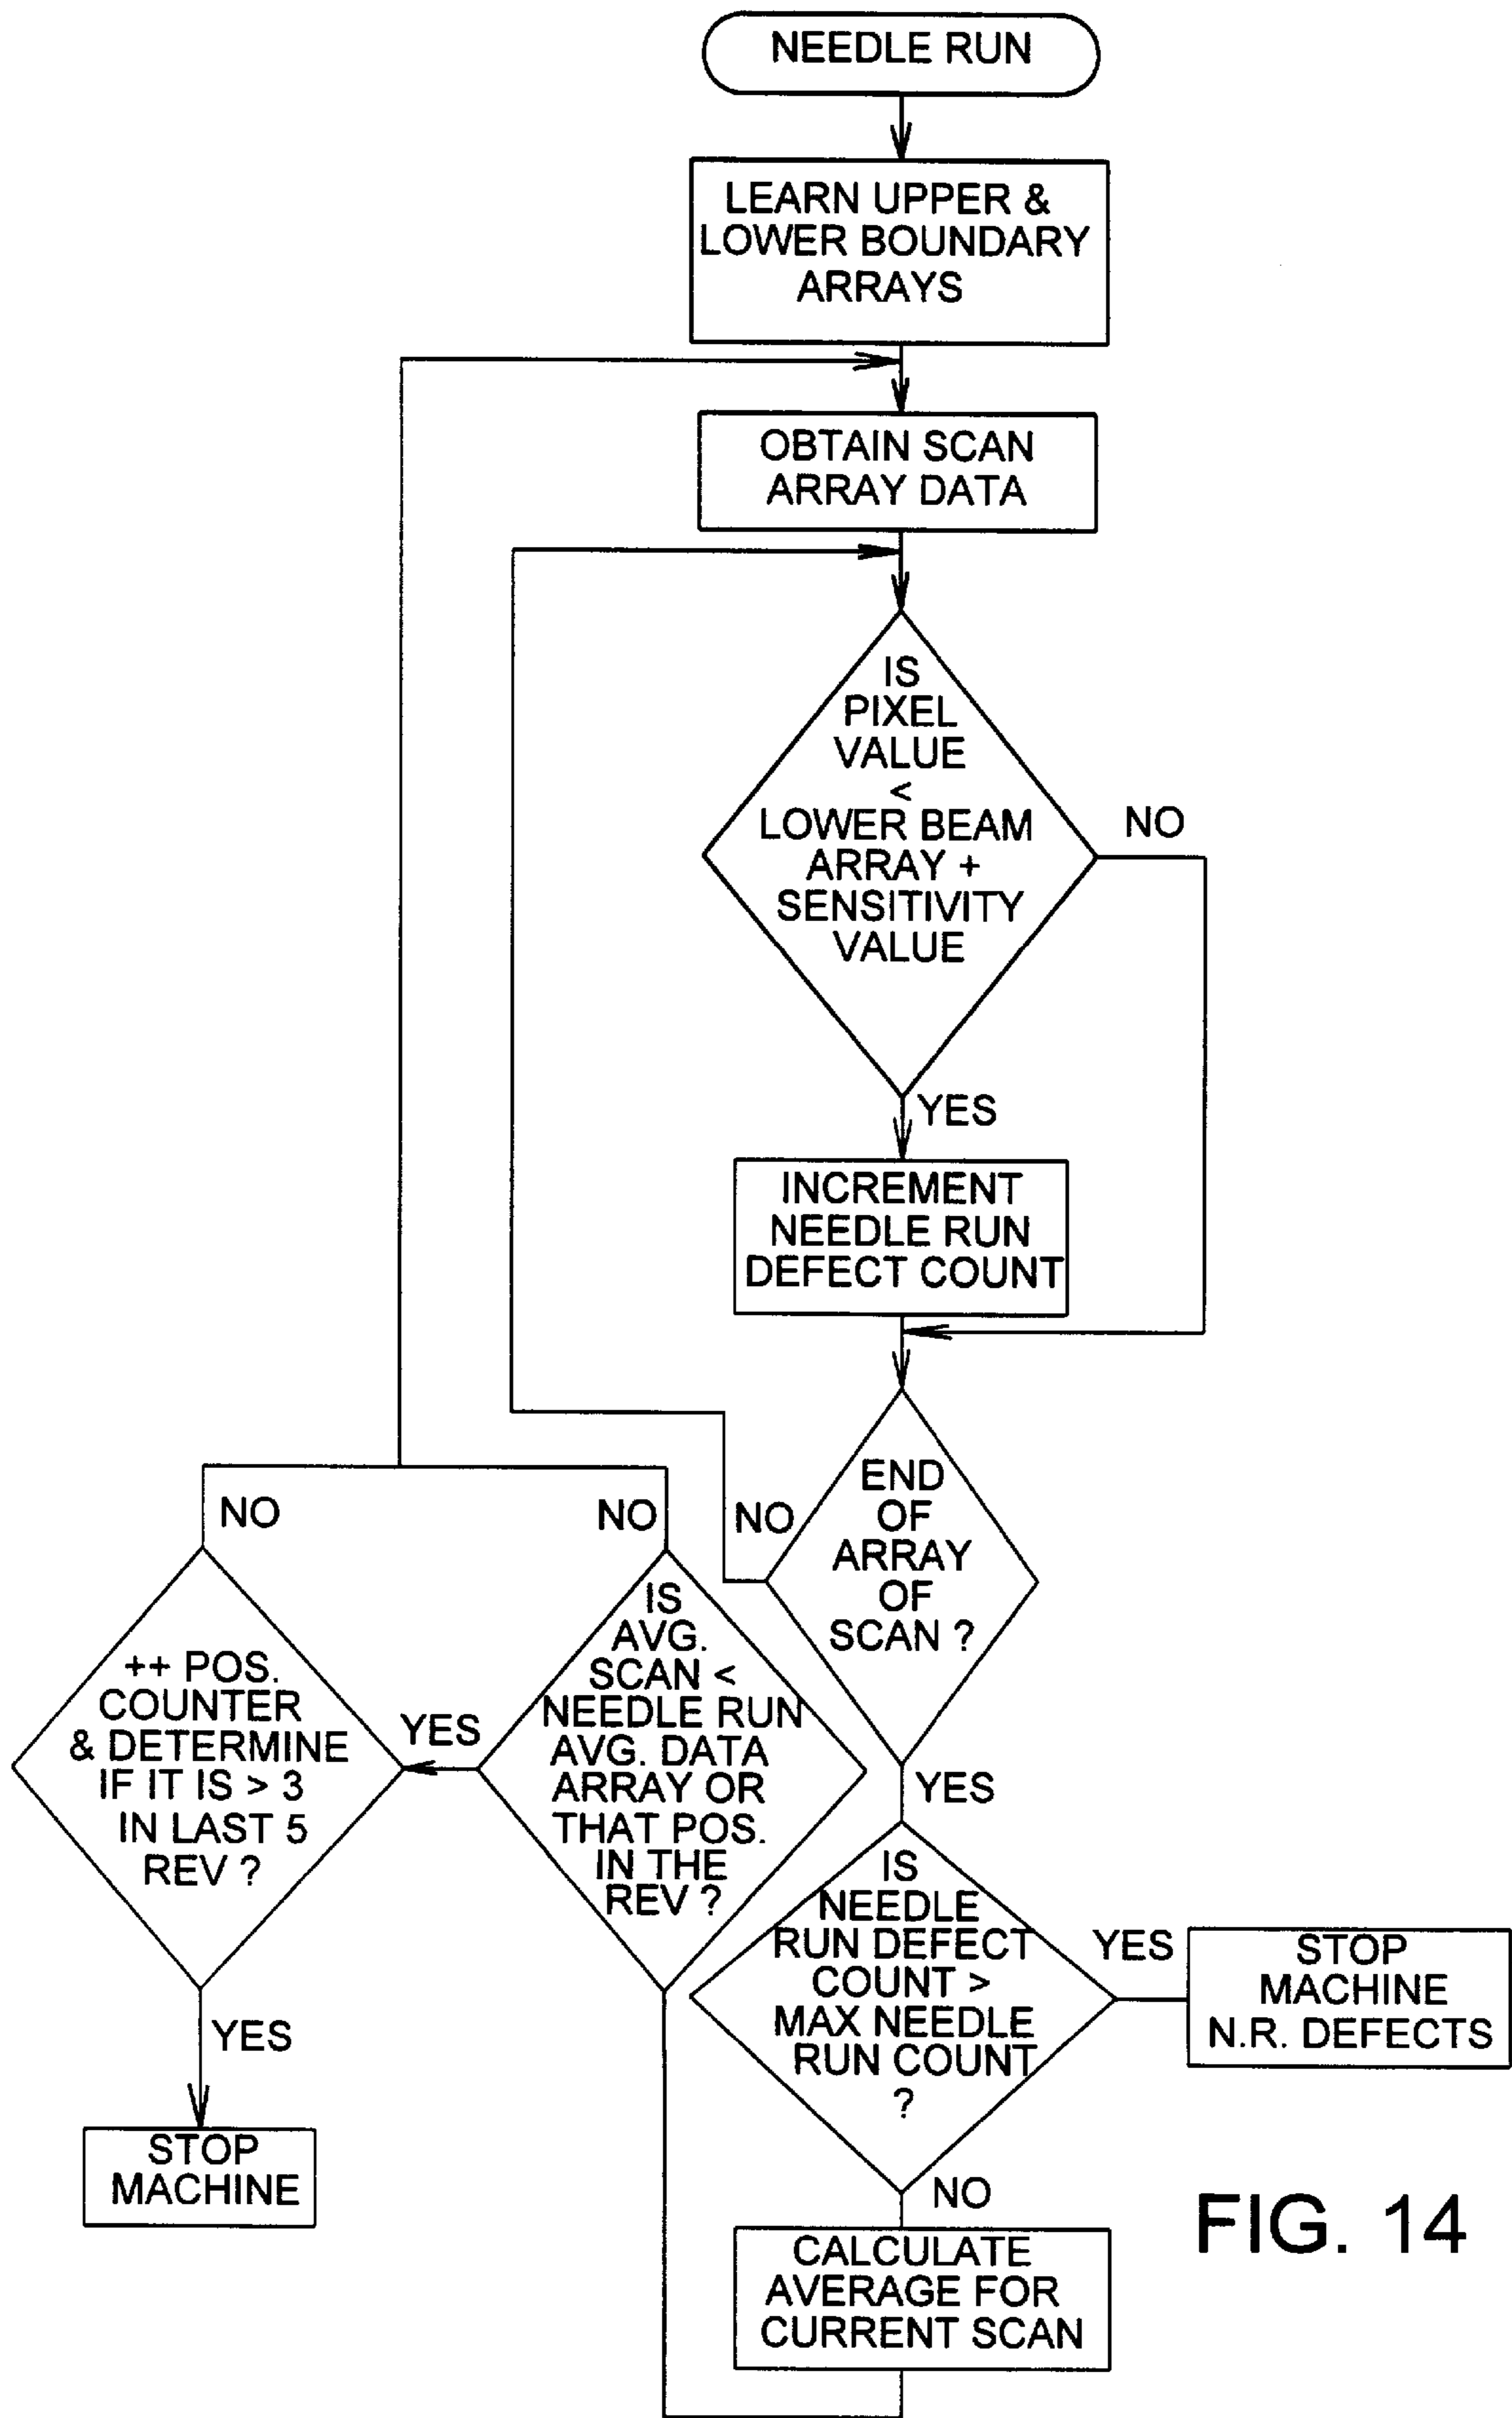 NEEDLE RUN
LEARN UPPER &
LOWER BOUNDARY
ARRAYS
OBTAIN SCAN
ARRAY DATA
IS
PIXEL
VALUE
<
LOWER BEAM
ARRAY +
SENSITIVITY
VALUE
NO
YES
INCREMENT
NEEDLE RUN
DEFECT COUNT
END
OF
ARRAY
OF
SCAN ?
NO
YES
IS
NEEDLE
RUN DEFECT
COUNT >
MAX NEEDLE
RUN COUNT
?
YES
STOP
MACHINE
N.R. DEFECTS
NO
CALCULATE
AVERAGE FOR
CURRENT SCAN
IS
AVG.
SCAN <
NEEDLE RUN
AVG. DATA
ARRAY OR
THAT POS.
IN THE
REV ?
NO
YES
++ POS.
COUNTER
& DETERMINE
IF IT IS > 3
IN LAST 5
REV ?
NO
YES
STOP
MACHINE
FIG. 14